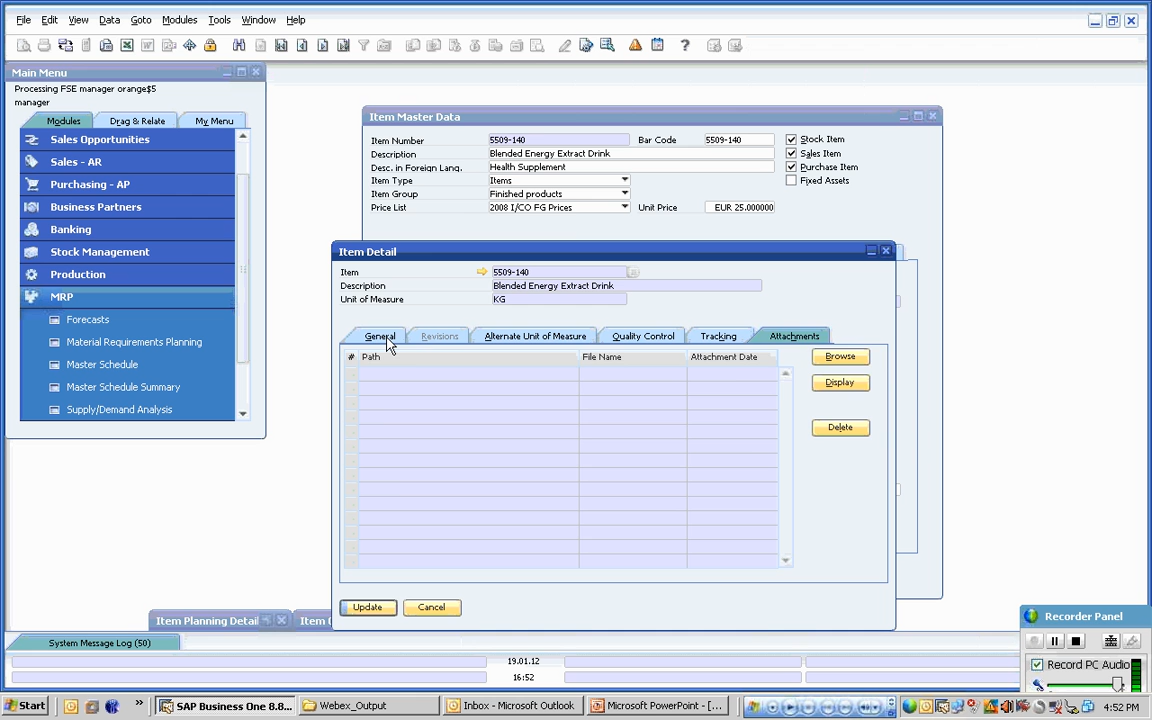 File Edit View Data Goto Modules Tools Window Help
Main Menu
Processing FSE manager orange$5
manager
Modules Drag & Relate My Menu
Sales Opportunities
Sales - AR
Purchasing - AP
Business Partners
Banking
Stock Management
Production
MRP
Forecasts
Material Requirements Planning
Master Schedule
Master Schedule Summary
Supply/Demand Analysis
Item Master Data
Item Number 5509-140 Bar Code 5509-140 Stock Item
Description Blended Energy Extract Drink Sales Item
Desc. in Foreign Lang. Health Supplement Purchase Item
Item Type Items Fixed Assets
Item Group Finished products
Price List 2008 I/CO FG Prices Unit Price EUR 25.000000
Item Detail
Item 5509-140
Description Blended Energy Extract Drink
Unit of Measure KG
General Revisions Alternate Unit of Measure Quality Control Tracking Attachments
# Path File Name Attachment Date
Browse
Display
Delete
Update Cancel
Item Planning Detail
System Message Log (50)
19.01.12
16:52
Recorder Panel
Record PC Audio
Start SAP Business One 8.8... Webex_Output Inbox - Microsoft Outlook Microsoft PowerPoint - [... 4:52 PM